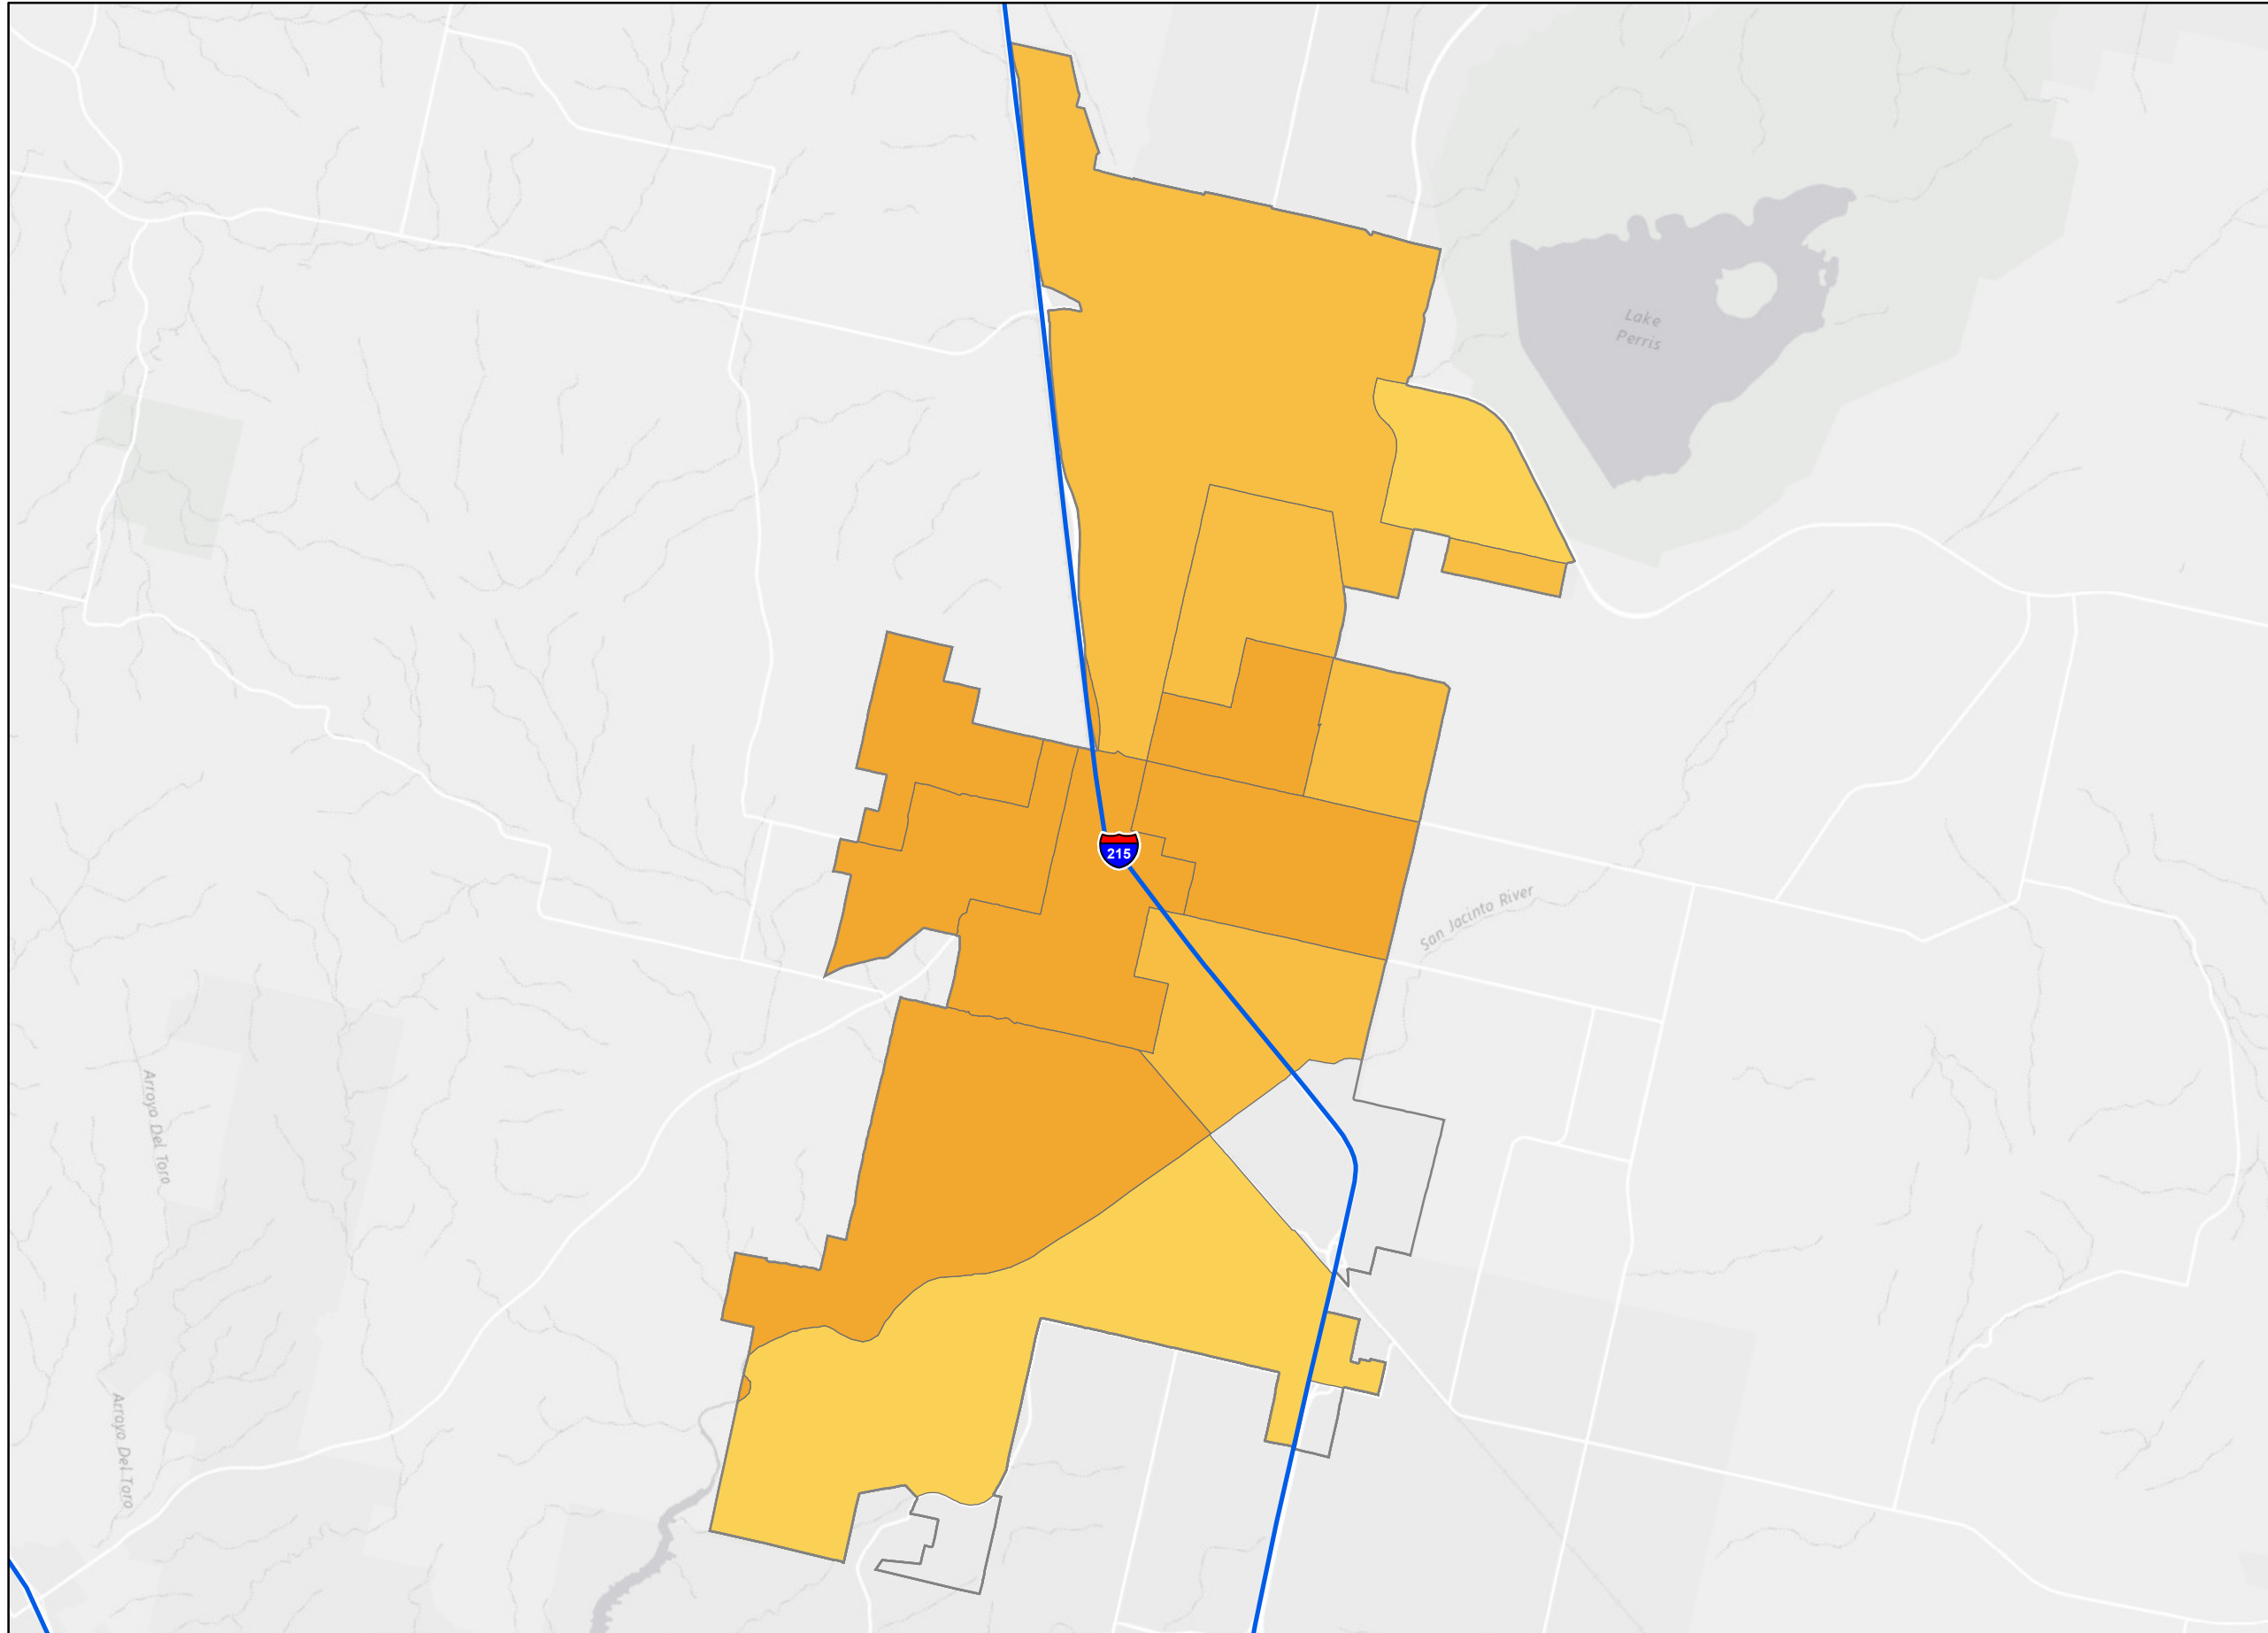 Lake
Perris
215
San Jacinto River
Arroyo Del Toro
Arroyo Del Toro